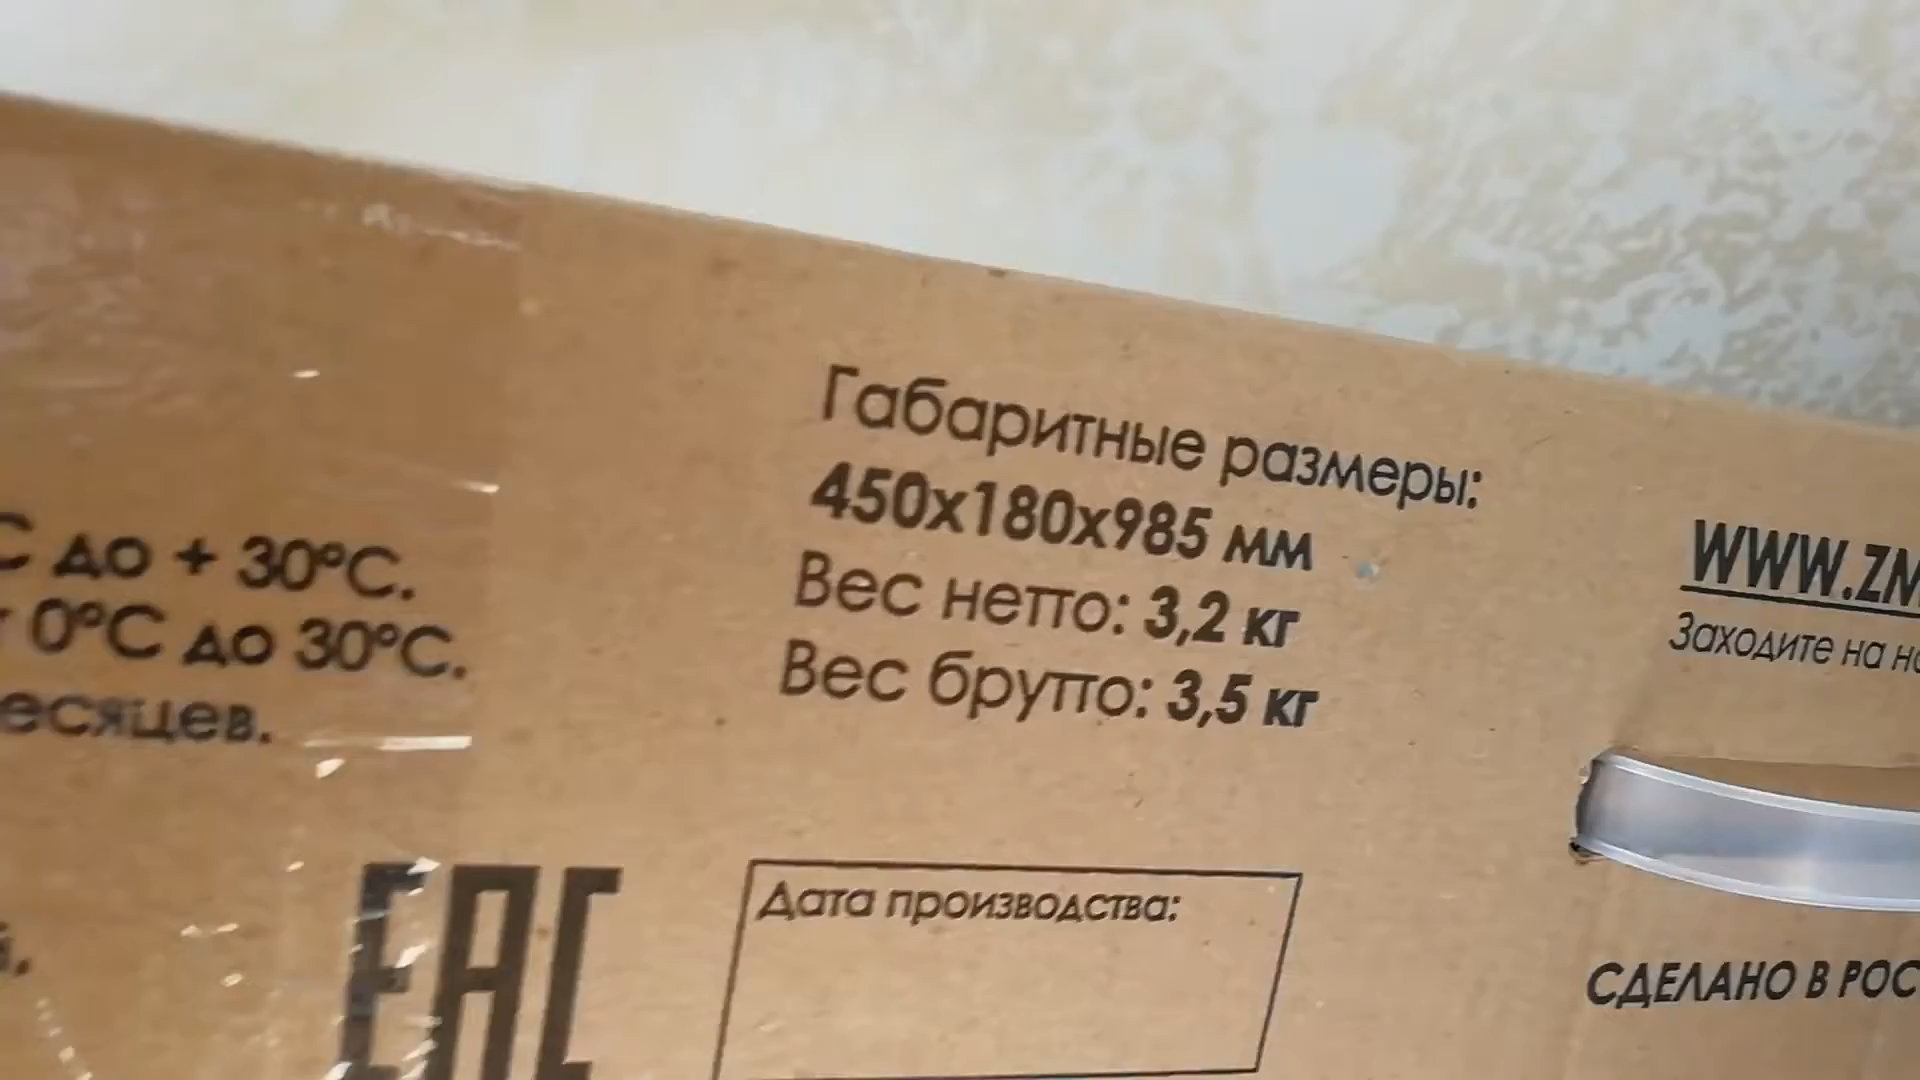 Габаритные размеры:
450х180х985 мм
Вес нетто: 3,2 кг
Вес брутто: 3,5 кг
С до + 30°С.
0°С до 30°С.
есяцев.
WWW.ZM
Заходите на
EAC
Дата производства:
СДЕЛАНО В РОС